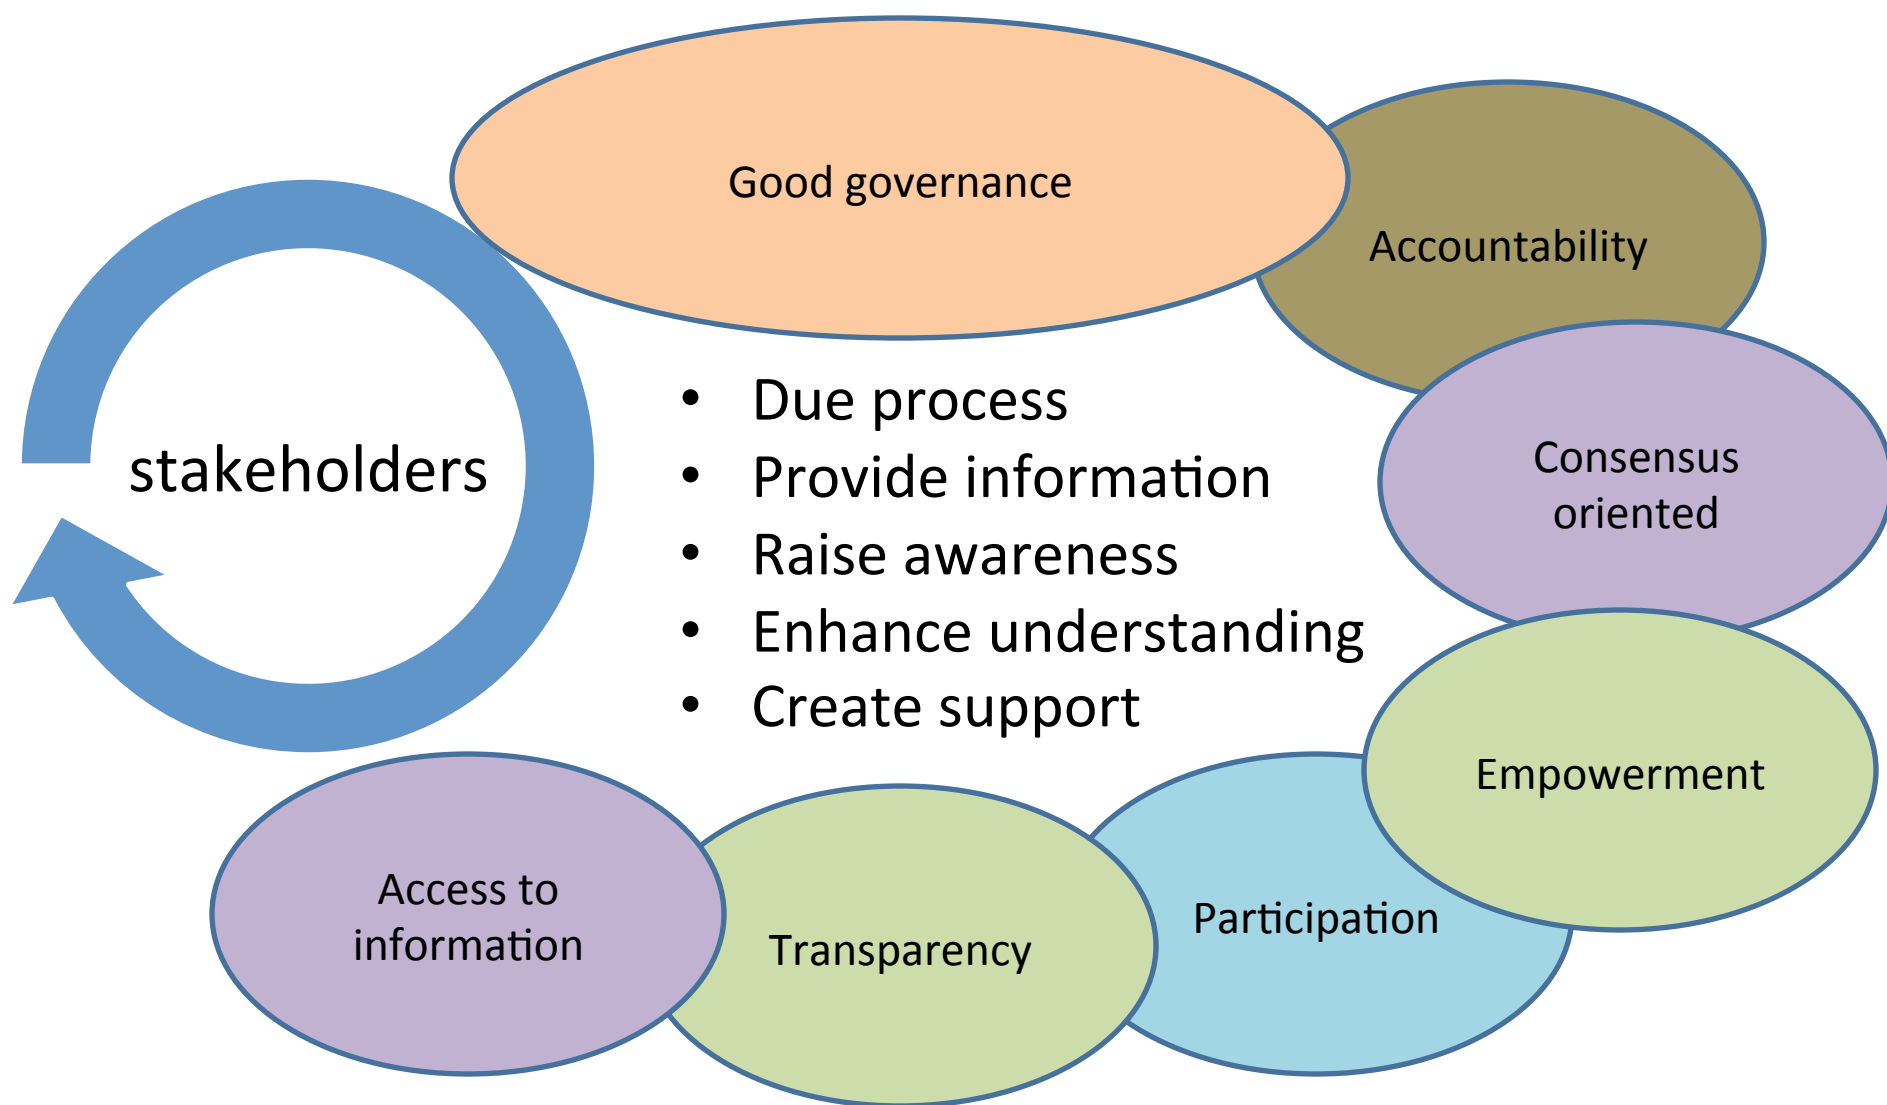 Good governance
Accountability
stakeholders
• Due process
• Provide information
• Raise awareness
• Enhance understanding
• Create support
Consensus
oriented
Empowerment
Participation
Transparency
Access to
information